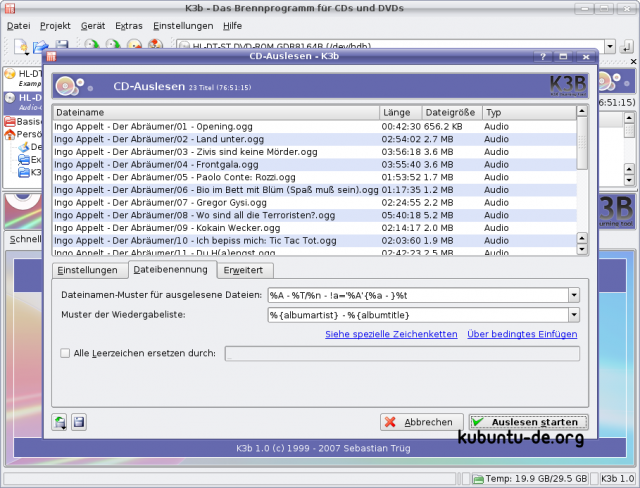 K3b - Das Brennprogramm für CDs und DVDs
Datei Projekt Gerät Extras Einstellungen Hilfe
HL-DT-ST DVD-ROM GDR8164B (/dev/hdb)
CD-Auslesen - K3b
HL-DT
Examp
HL-D
Audio-
Basise
Persö
De
Ex
K3
6:51:15)
Schnell
CD-Auslesen 23 Titel (76:51:15)
K3B
Dateiname Länge Dateigröße Typ
Ingo Appelt - Der Abräumer/01 - Opening.ogg 00:42:30 656.2 KB Audio
Ingo Appelt - Der Abräumer/02 - Land unter.ogg 02:54:02 2.7 MB Audio
Ingo Appelt - Der Abräumer/03 - Zivis sind keine Mörder.ogg 03:56:18 3.6 MB Audio
Ingo Appelt - Der Abräumer/04 - Frontgala.ogg 03:55:40 3.6 MB Audio
Ingo Appelt - Der Abräumer/05 - Paolo Conte: Rozzi.ogg 01:53:52 1.7 MB Audio
Ingo Appelt - Der Abräumer/06 - Bio im Bett mit Blüm (Spaß muß sein).ogg 01:17:35 1.2 MB Audio
Ingo Appelt - Der Abräumer/07 - Gregor Gysi.ogg 02:24:55 2.2 MB Audio
Ingo Appelt - Der Abräumer/08 - Wo sind all die Terroristen?.ogg 05:40:18 5.2 MB Audio
Ingo Appelt - Der Abräumer/09 - Kokain Wecker.ogg 02:14:17 2.0 MB Audio
Ingo Appelt - Der Abräumer/10 - Ich bepiss mich: Tic Tac Tot.ogg 02:03:60 1.9 MB Audio
Ingo Appelt - Der Abräumer/11 - Du H(a)engst.ogg 02:42:23 2.5 MB Audio
Einstellungen Dateibenennung Erweitert
Dateinamen-Muster für ausgelesene Dateien: %A - %T/%n - !a='%A'{%a - }%t
Muster der Wiedergabeliste: %{albumartist} - %{albumtitle}
Siehe spezielle Zeichenketten Über bedingtes Einfügen
Alle Leerzeichen ersetzen durch:
Abbrechen Auslesen starten
kubuntu-de.org
K3b 1.0 (c) 1999 - 2007 Sebastian Trüg
Temp: 19.9 GB/29.5 GB K3b 1.0